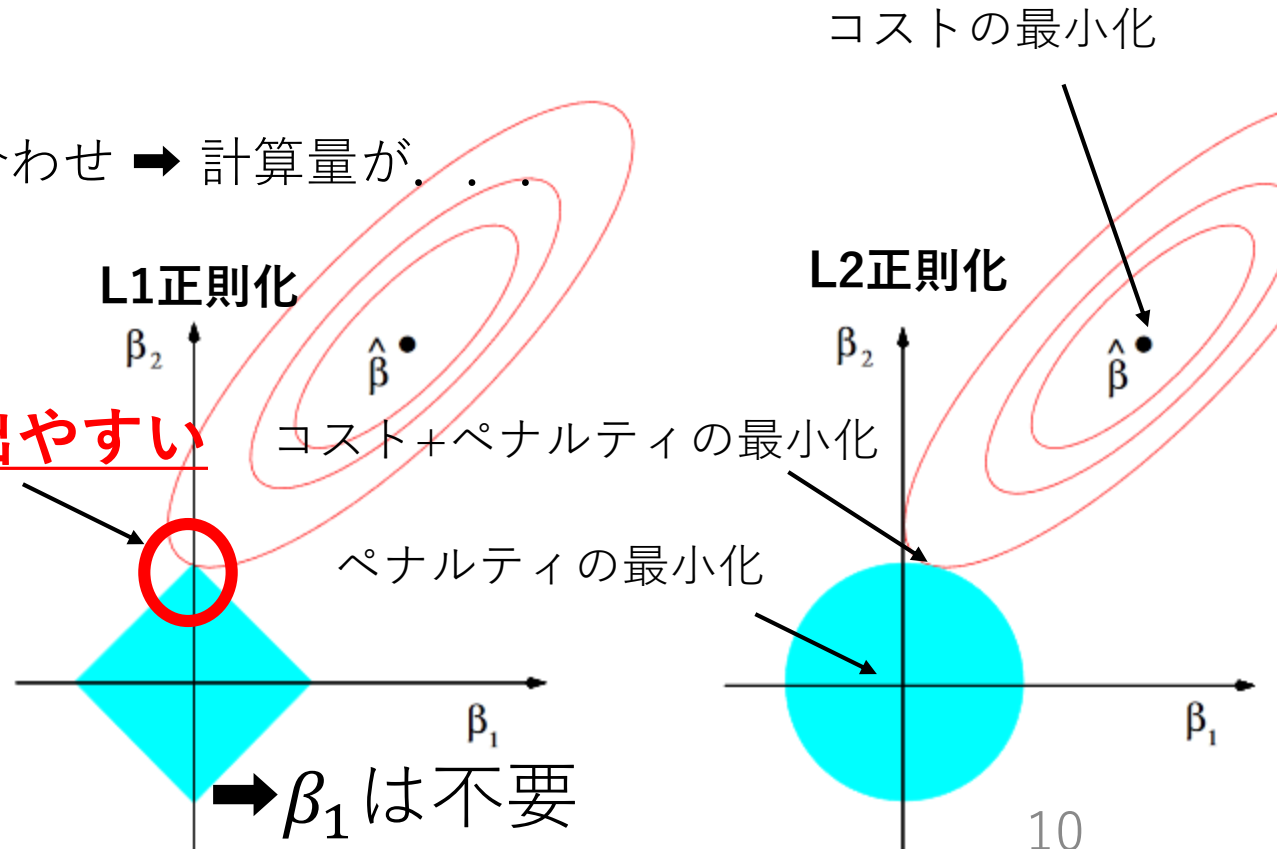 コストの最小化
合わせ ➡ 計算量が．．．
L1正則化
L2正則化
β₂
β₂
β̂
β̂
出やすい
コスト+ペナルティの最小化
ペナルティの最小化
β₁
β₁
➡β₁は不要
10